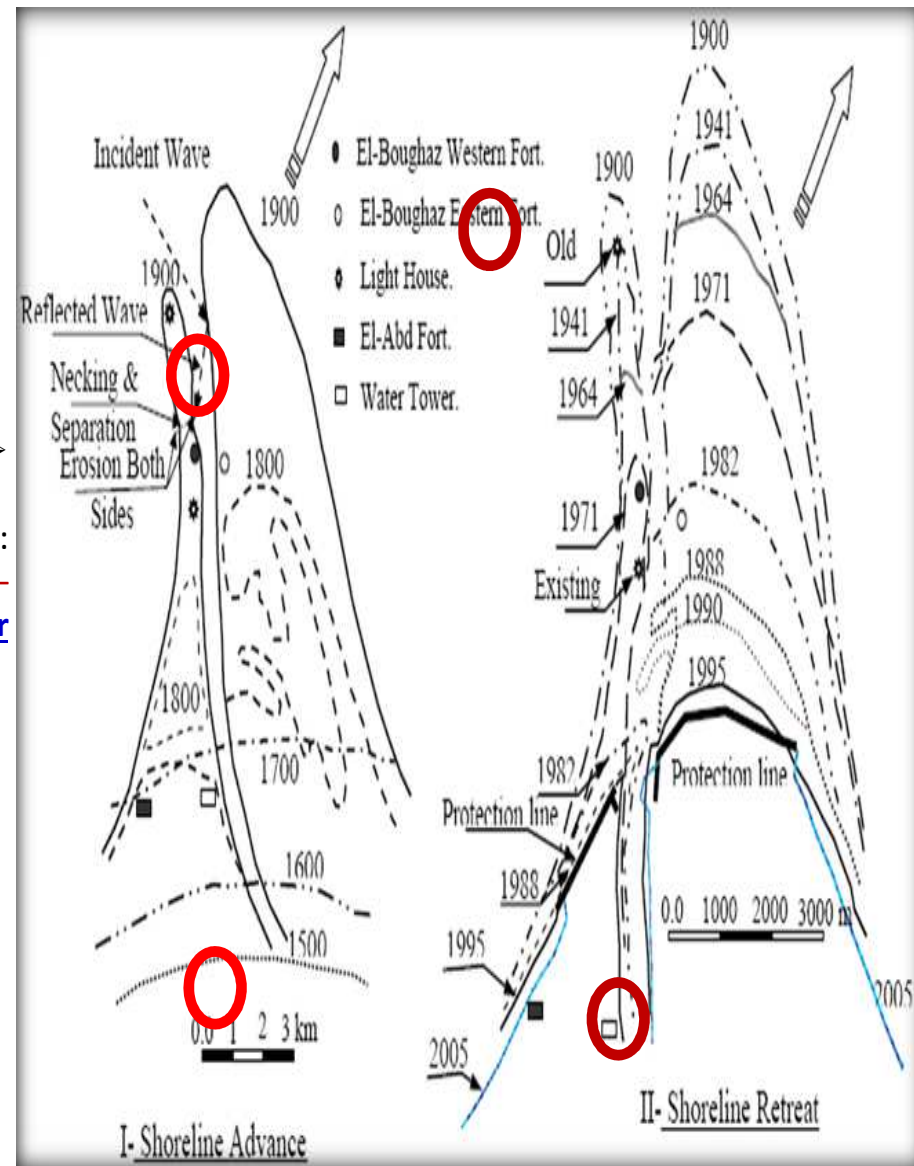 1900
Incident Wave
1900
1900
Reflected Wave
Necking &
Separation
Erosion Both
Sides
1800
1800
1700
1600
1500
0.0 1 2 3 km
I- Shoreline Advance
El-Boughaz Western Fort.
El-Boughaz Eastern Fort.
Light House.
El-Abd Fort.
Water Tower.
:
r
1900
1941
1964
1971
1900
Old
1941
1964
1982
1971
Existing
1988
1990
1995
1982
Protection line
Protection line
1988
0.0 1000 2000 3000 m
1995
2005
2005
II- Shoreline Retreat